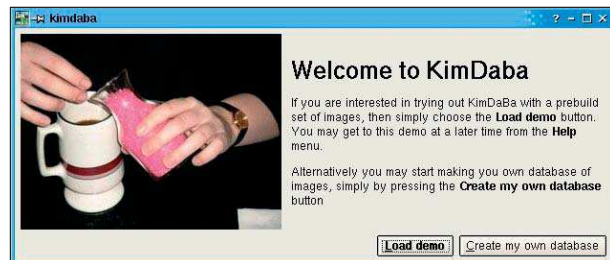 kimdaba
Welcome to KimDaba
If you are interested in trying out KimDaBa with a prebuild
set of images, then simply choose the Load demo button.
You may get to this demo at a later time from the Help
menu.
Alternatively you may start making you own database of
images, simply by pressing the Create my own database
button
Load demo
Create my own database